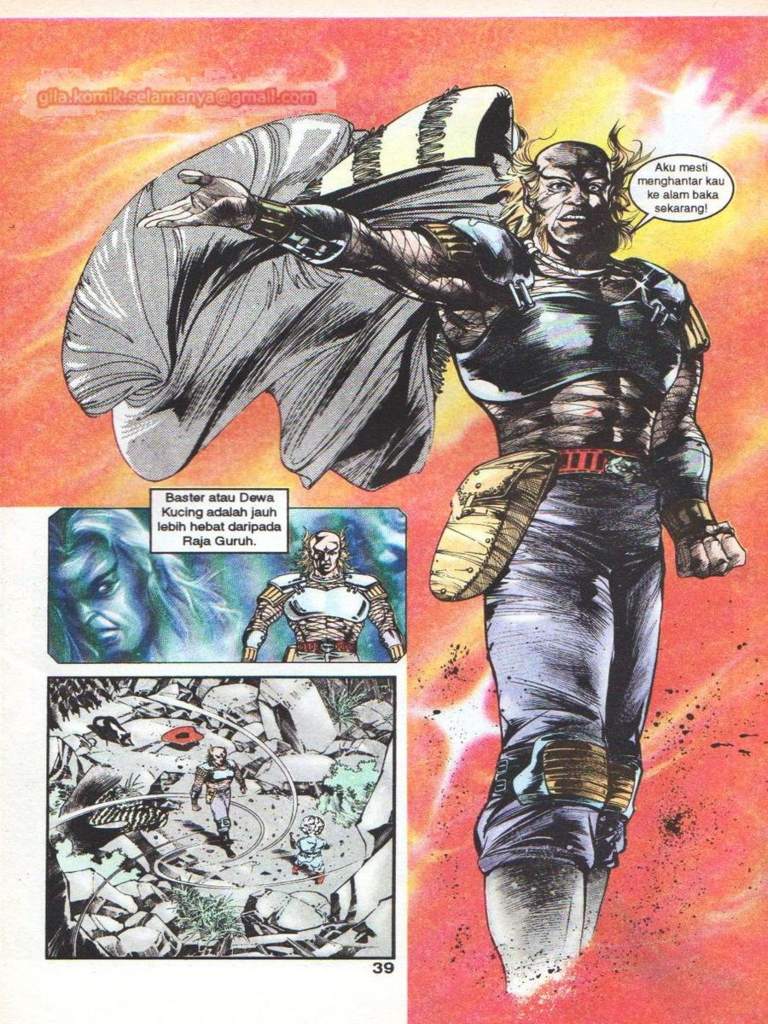 gila.komik.selamanya@gmail.com
Aku mesti
menghantar kau
ke alam baka
sekarang!
Baster atau Dewa
Kucing adalah jauh
lebih hebat daripada
Raja Guruh.
39